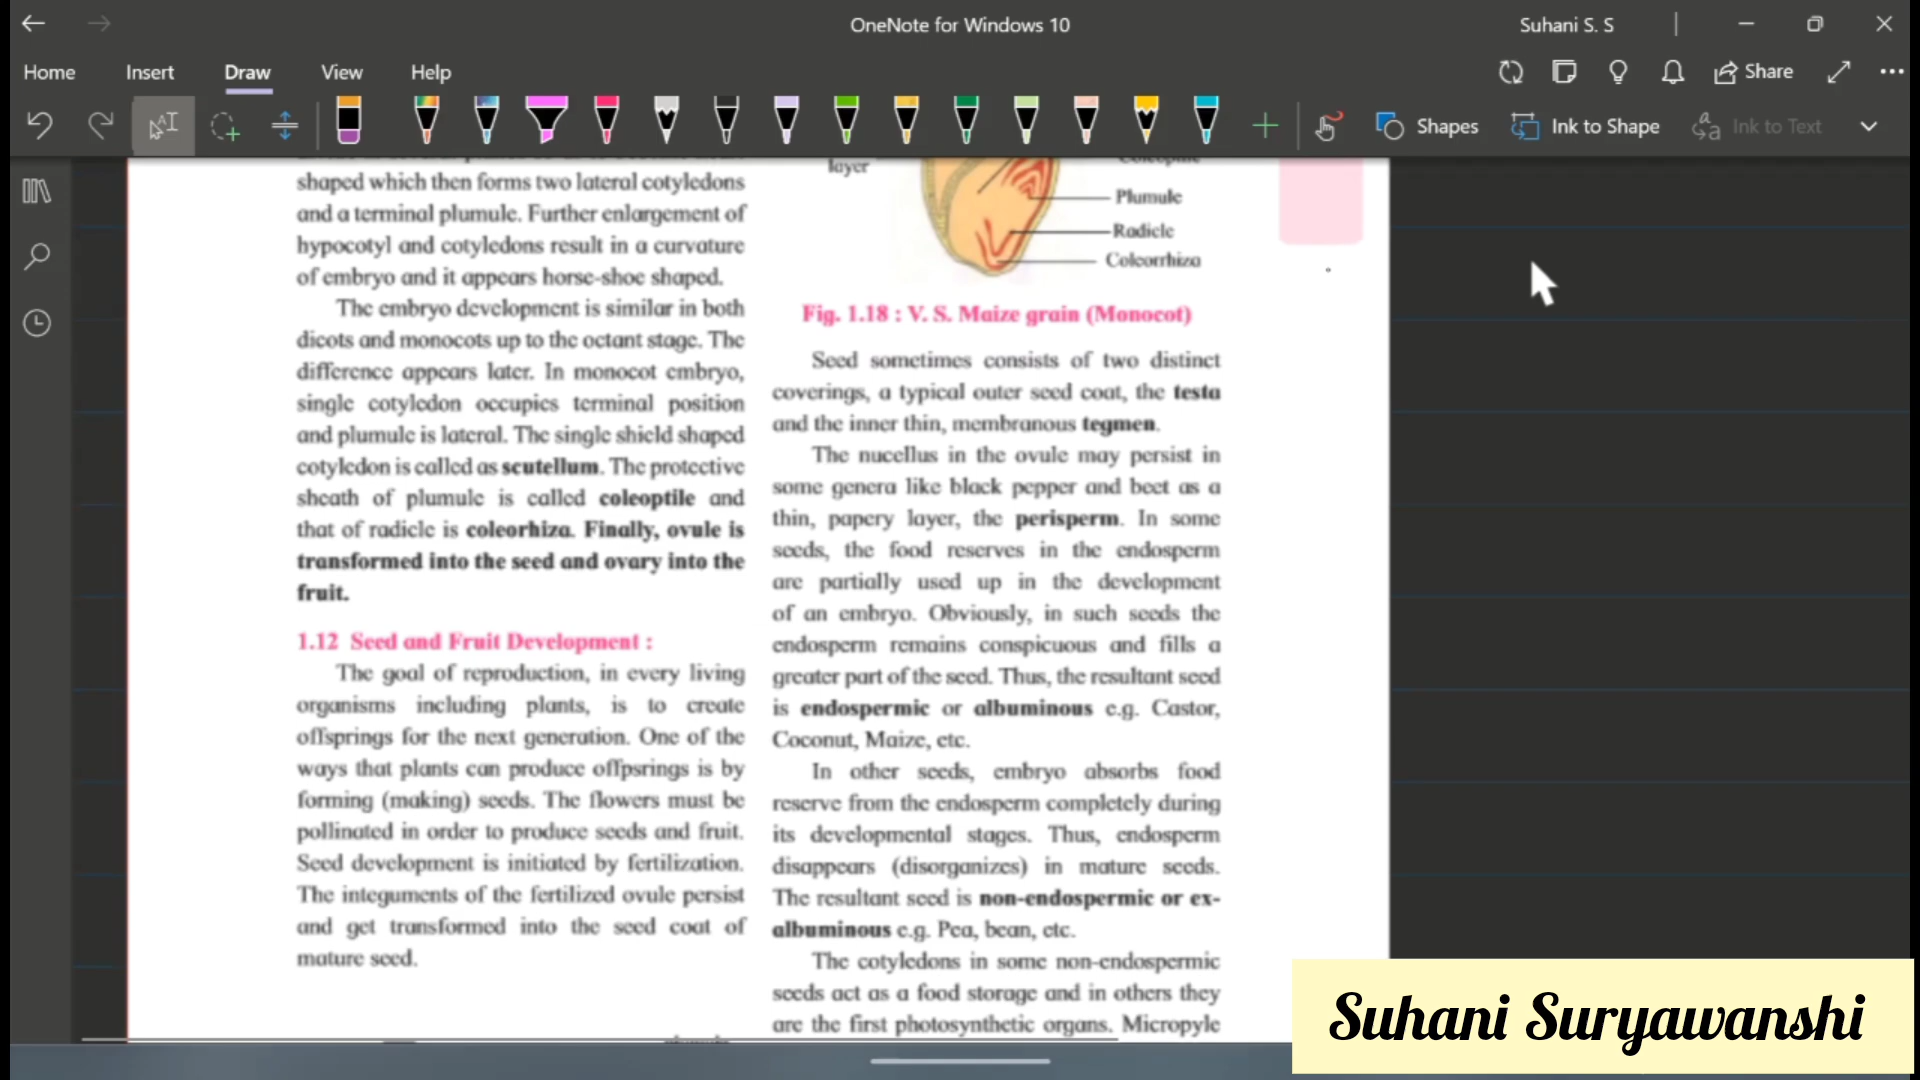 OneNote for Windows 10
Suhani S. S
Home Insert Draw View Help
Share
Shapes Ink to Shape Ink to Text
shaped which then forms two lateral cotyledons
and a terminal plumule. Further enlargement of
hypocotyl and cotyledons result in a curvature
of embryo and it appears horse-shoe shaped.
The embryo development is similar in both
dicots and monocots up to the octant stage. The
difference appears later. In monocot embryo,
single cotyledon occupies terminal position
and plumule is lateral. The single shield shaped
cotyledon is called as scutellum. The protective
sheath of plumule is called coleoptile and
that of radicle is coleorhiza. Finally, ovule is
transformed into the seed and ovary into the
fruit.
1.12 Seed and Fruit Development :
The goal of reproduction, in every living
organisms including plants, is to create
offsprings for the next generation. One of the
ways that plants can produce offpsrings is by
forming (making) seeds. The flowers must be
pollinated in order to produce seeds and fruit.
Seed development is initiated by fertilization.
The integuments of the fertilized ovule persist
and get transformed into the seed coat of
mature seed.
layer
Plumule
Radicle
Coleorrhiza
Fig. 1.18 : V. S. Maize grain (Monocot)
Seed sometimes consists of two distinct
coverings, a typical outer seed coat, the testa
and the inner thin, membranous tegmen.
The nucellus in the ovule may persist in
some genera like black pepper and beet as a
thin, papery layer, the perisperm. In some
seeds, the food reserves in the endosperm
are partially used up in the development
of an embryo. Obviously, in such seeds the
endosperm remains conspicuous and fills a
greater part of the seed. Thus, the resultant seed
is endospermic or albuminous e.g. Castor,
Coconut, Maize, etc.
In other seeds, embryo absorbs food
reserve from the endosperm completely during
its developmental stages. Thus, endosperm
disappears (disorganizes) in mature seeds.
The resultant seed is non-endospermic or ex-
albuminous e.g. Pea, bean, etc.
The cotyledons in some non-endospermic
seeds act as a food storage and in others they
are the first photosynthetic organs. Micropyle
Suhani Suryawanshi